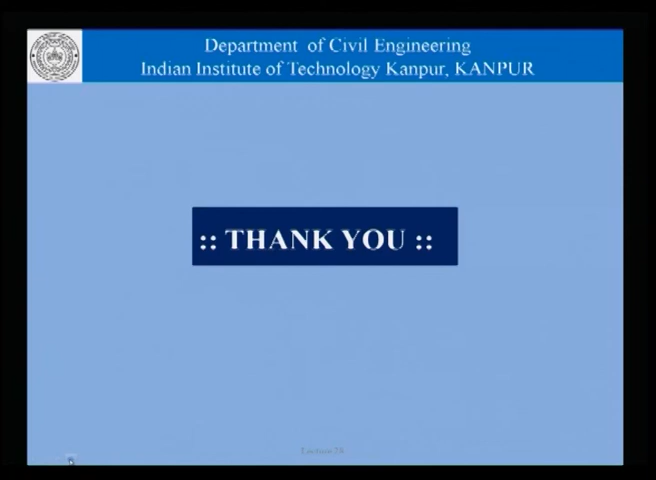 Department of Civil Engineering
Indian Institute of Technology Kanpur, KANPUR
:: THANK YOU ::